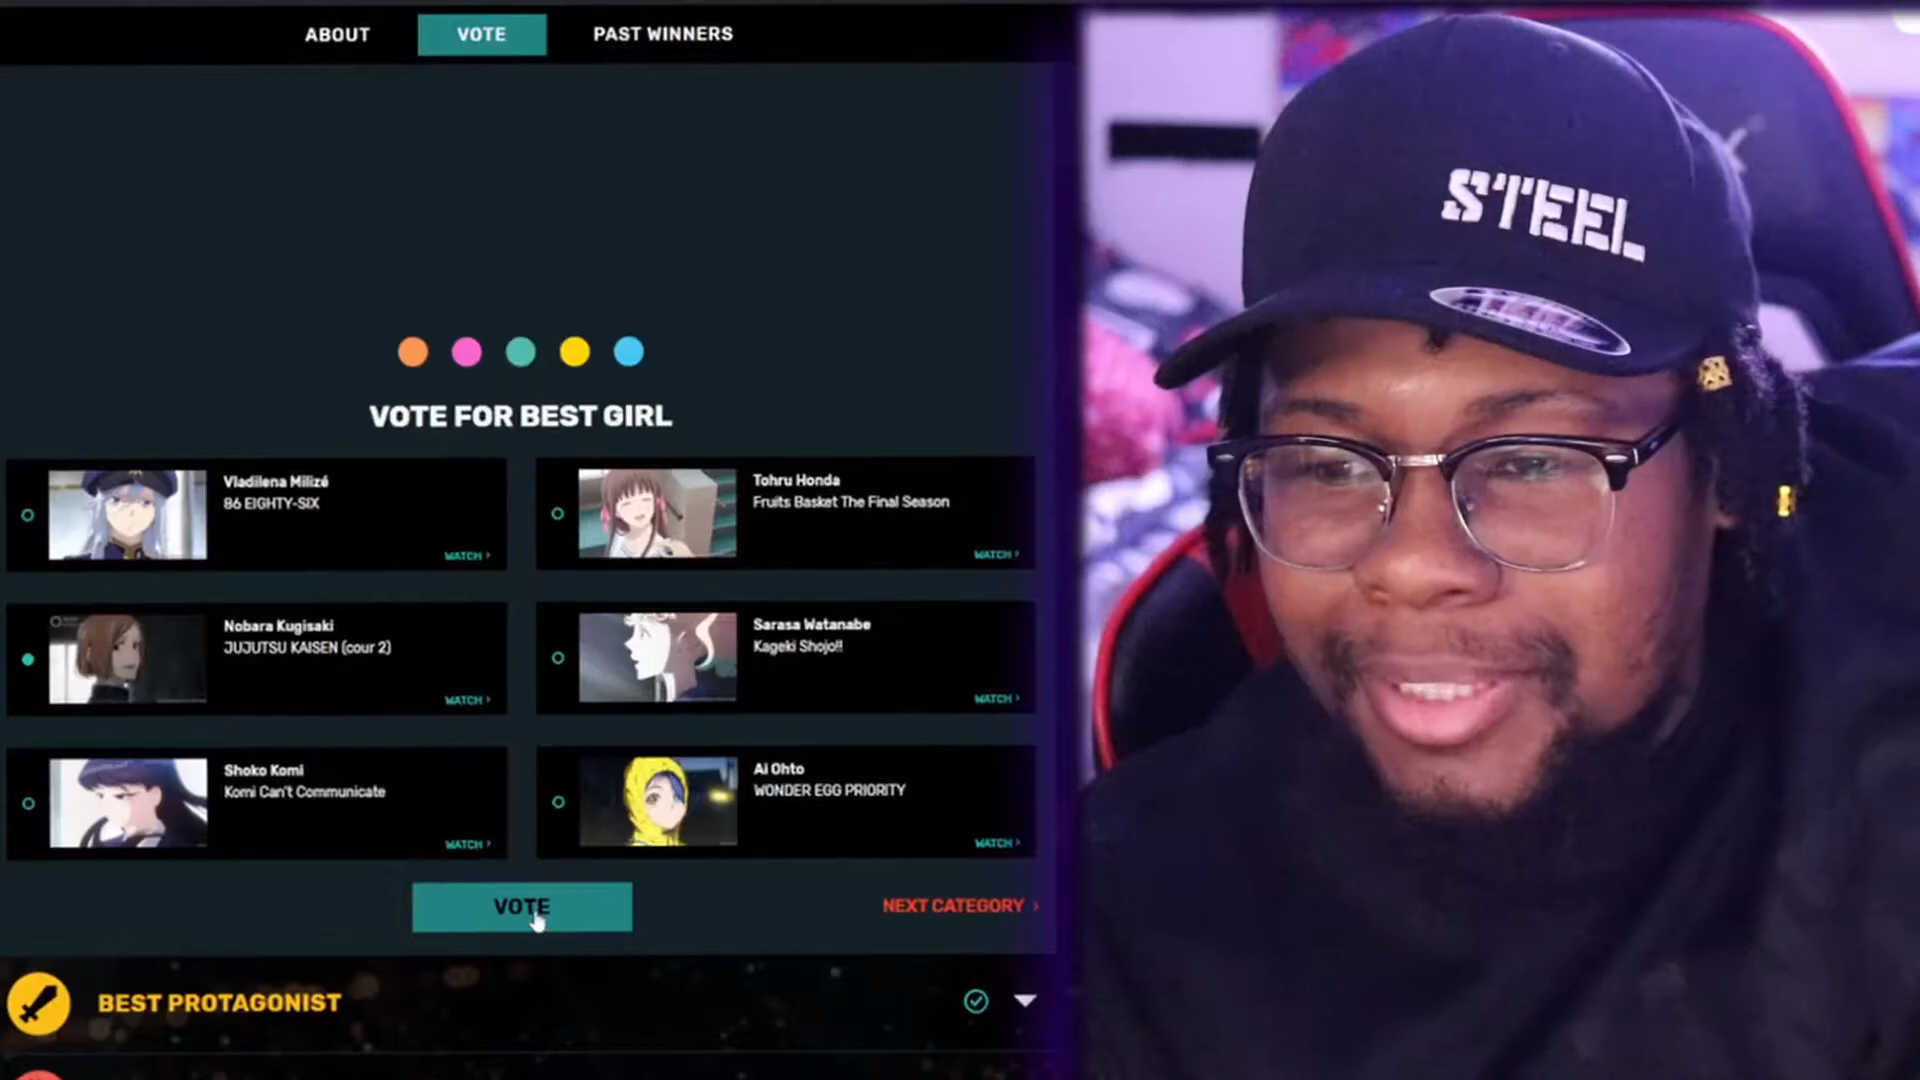 ABOUT
VOTE
PAST WINNERS
STEEL
VOTE FOR BEST GIRL
Vladilena Milizé
86 EIGHTY-SIX
WATCH ›
Tohru Honda
Fruits Basket The Final Season
WATCH ›
Nobara Kugisaki
JUJUTSU KAISEN (cour 2)
WATCH ›
Sarasa Watanabe
Kageki Shojo!!
WATCH ›
Shoko Komi
Komi Can't Communicate
WATCH ›
Ai Ohto
WONDER EGG PRIORITY
WATCH ›
VOTE
NEXT CATEGORY ›
BEST PROTAGONIST